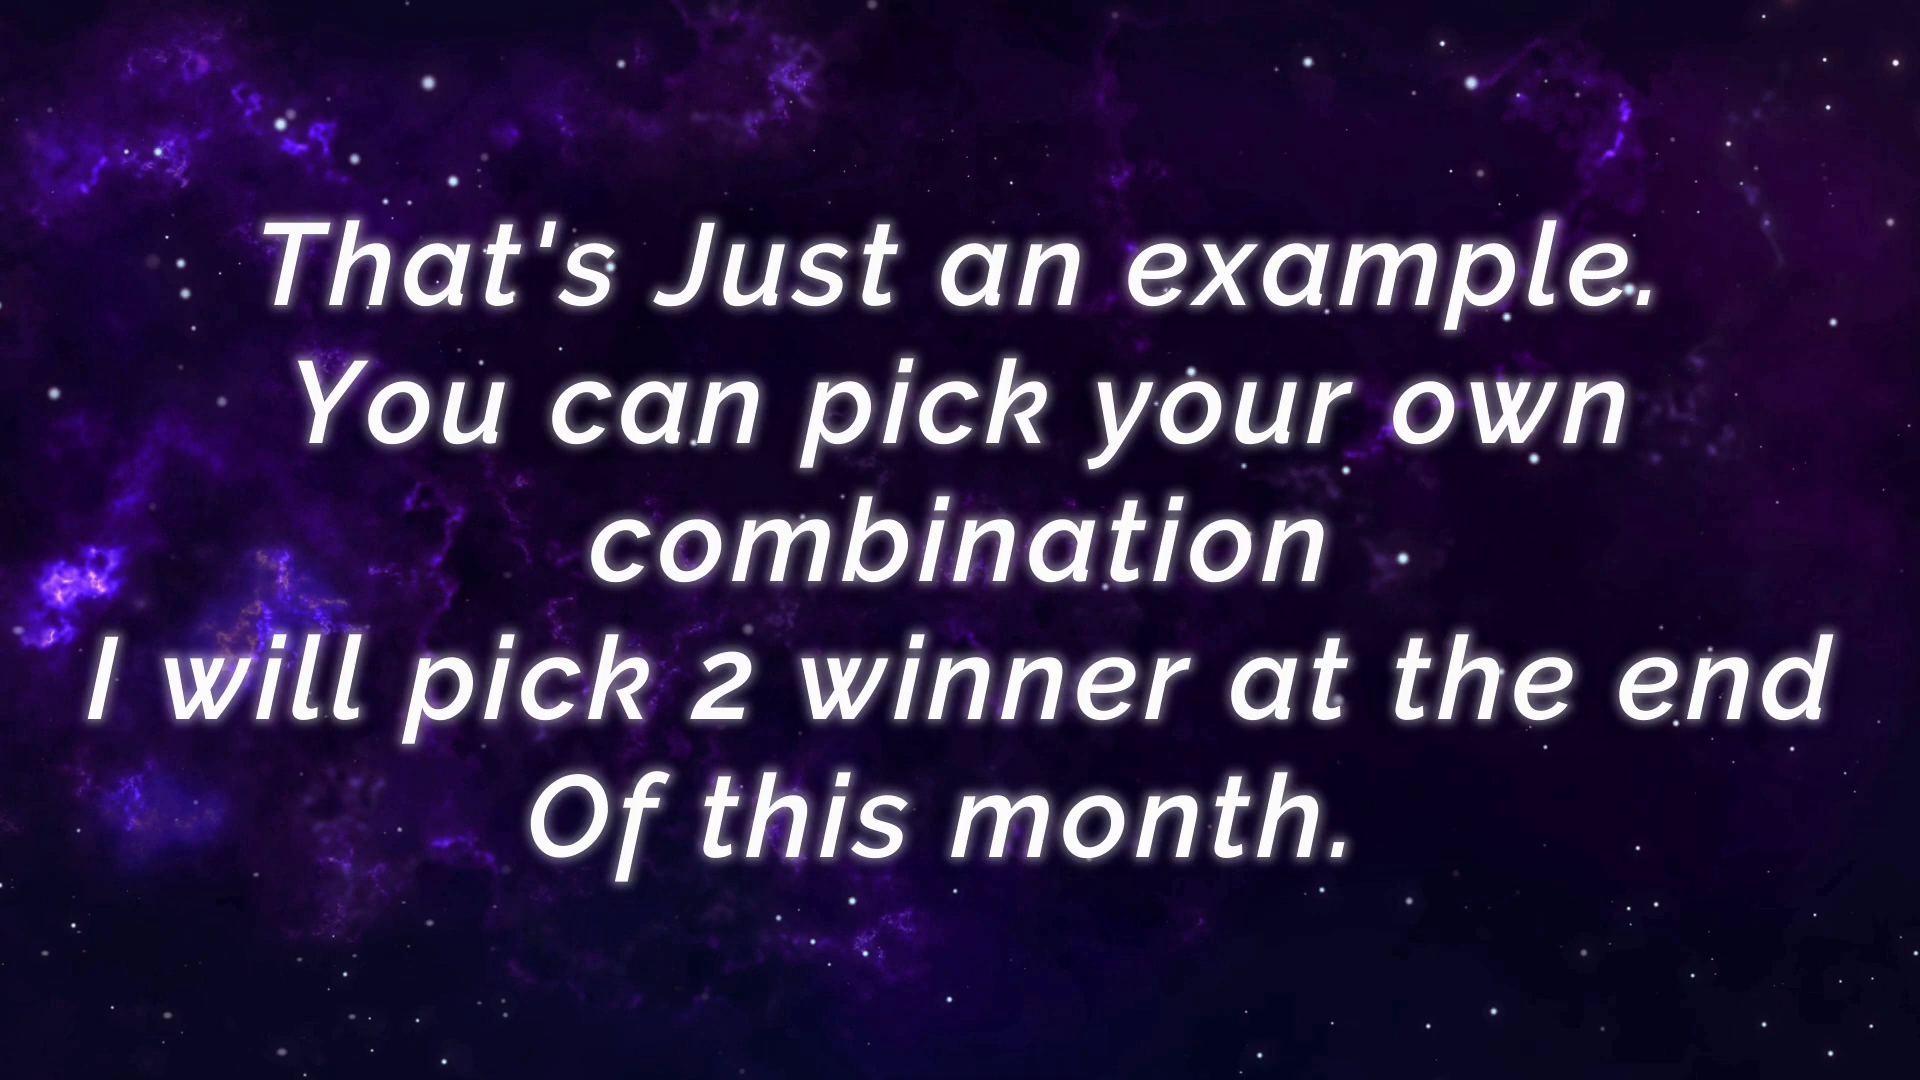 That's Just an example.
You can pick your own
combination
I will pick 2 winner at the end
Of this month.